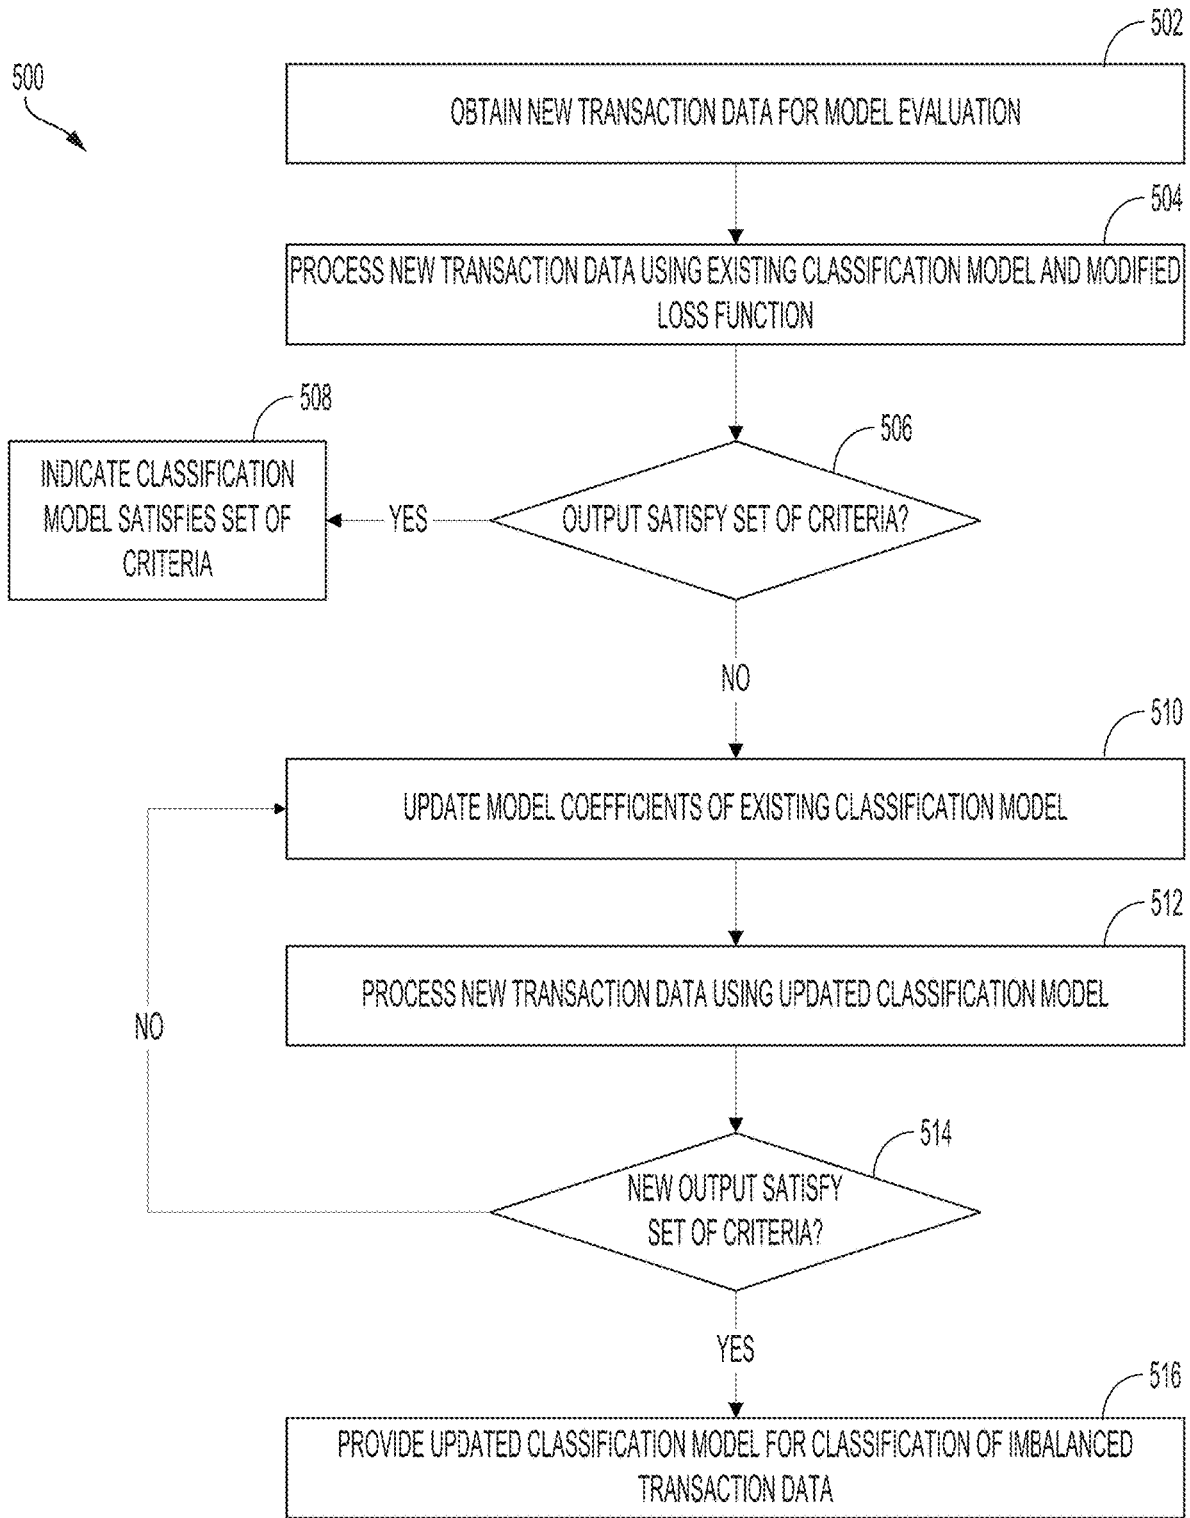 502
500
OBTAIN NEW TRANSACTION DATA FOR MODEL EVALUATION
504
PROCESS NEW TRANSACTION DATA USING EXISTING CLASSIFICATION MODEL AND MODIFIED
LOSS FUNCTION
508
506
INDICATE CLASSIFICATION
MODEL SATISFIES SET OF
CRITERIA
YES
OUTPUT SATISFY SET OF CRITERIA?
NO
510
UPDATE MODEL COEFFICIENTS OF EXISTING CLASSIFICATION MODEL
512
PROCESS NEW TRANSACTION DATA USING UPDATED CLASSIFICATION MODEL
NO
514
NEW OUTPUT SATISFY
SET OF CRITERIA?
YES
516
PROVIDE UPDATED CLASSIFICATION MODEL FOR CLASSIFICATION OF IMBALANCED
TRANSACTION DATA